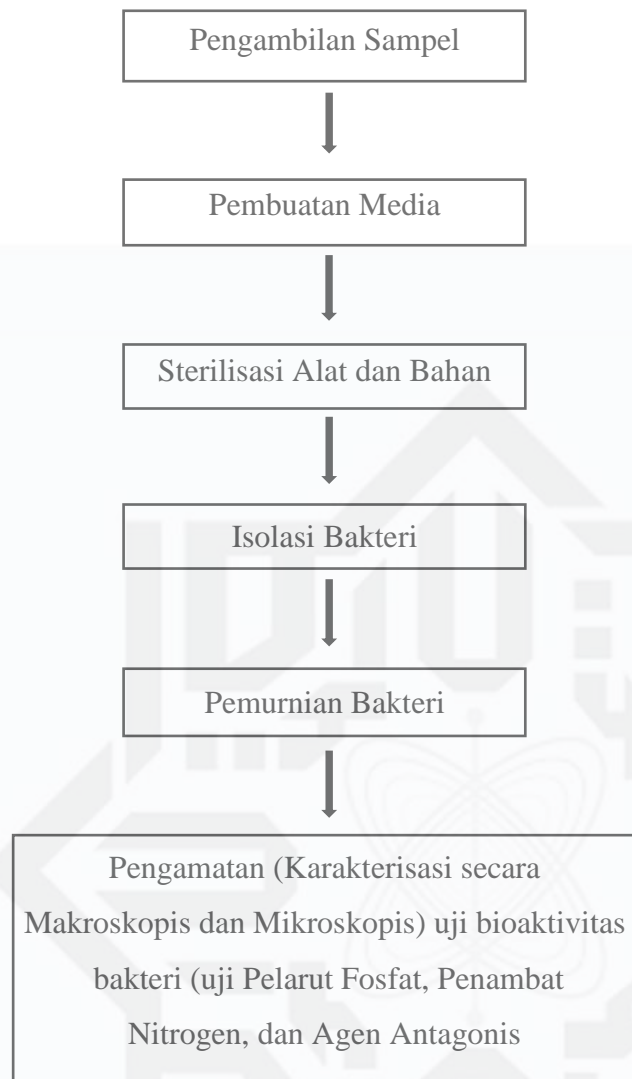 Pengambilan Sampel
Pembuatan Media
Sterilisasi Alat dan Bahan
Isolasi Bakteri
Pemurnian Bakteri
Pengamatan (Karakterisasi secara
Makroskopis dan Mikroskopis) uji bioaktivitas
bakteri (uji Pelarut Fosfat, Penambat
Nitrogen, dan Agen Antagonis